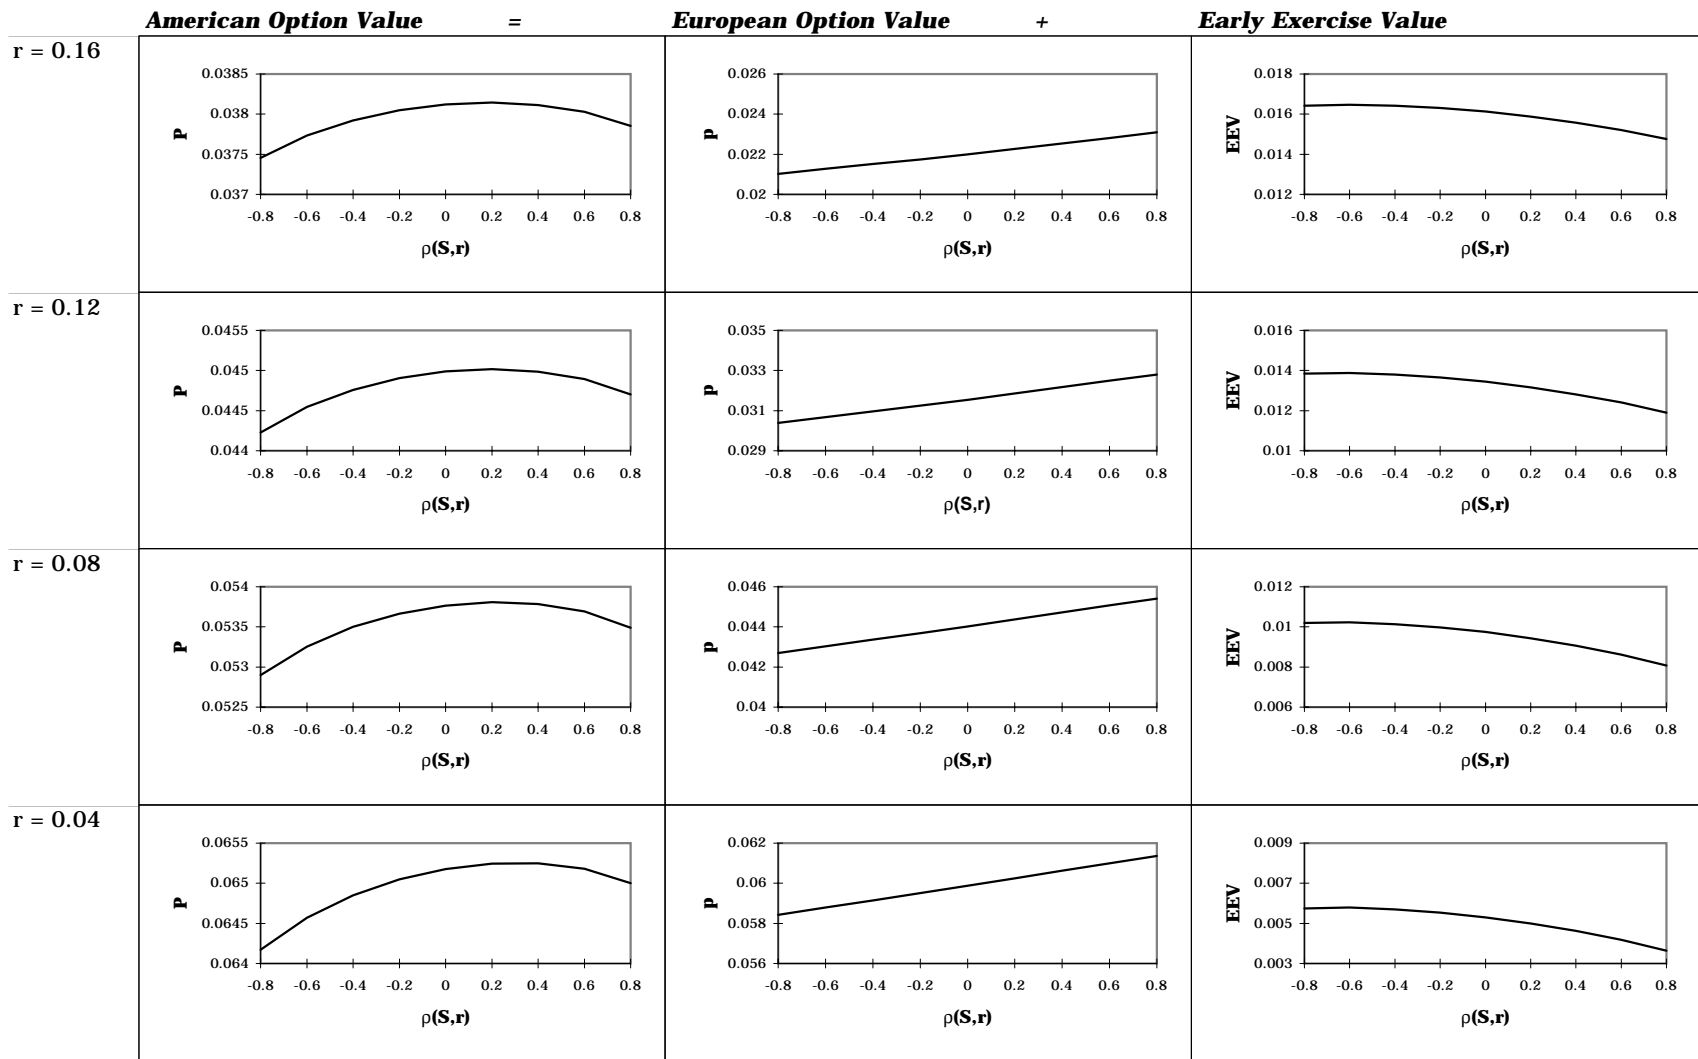 American Option Value = European Option Value + Early Exercise Value
r = 0.16
0.0385
0.038
0.0375
0.037
P
-0.8 -0.6 -0.4 -0.2 0 0.2 0.4 0.6 0.8
ρ(S,r)
0.026
0.024
0.022
0.02
p
-0.8 -0.6 -0.4 -0.2 0 0.2 0.4 0.6 0.8
ρ(S,r)
0.018
0.016
0.014
0.012
EEV
-0.8 -0.6 -0.4 -0.2 0 0.2 0.4 0.6 0.8
ρ(S,r)
r = 0.12
0.0455
0.045
0.0445
0.044
P
-0.8 -0.6 -0.4 -0.2 0 0.2 0.4 0.6 0.8
ρ(S,r)
0.035
0.033
0.031
0.029
p
-0.8 -0.6 -0.4 -0.2 0 0.2 0.4 0.6 0.8
ρ(S,r)
0.016
0.014
0.012
0.01
EEV
-0.8 -0.6 -0.4 -0.2 0 0.2 0.4 0.6 0.8
ρ(S,r)
r = 0.08
0.054
0.0535
0.053
0.0525
P
-0.8 -0.6 -0.4 -0.2 0 0.2 0.4 0.6 0.8
ρ(S,r)
0.046
0.044
0.042
0.04
p
-0.8 -0.6 -0.4 -0.2 0 0.2 0.4 0.6 0.8
ρ(S,r)
0.012
0.01
0.008
0.006
EEV
-0.8 -0.6 -0.4 -0.2 0 0.2 0.4 0.6 0.8
ρ(S,r)
r = 0.04
0.0655
0.065
0.0645
0.064
P
-0.8 -0.6 -0.4 -0.2 0 0.2 0.4 0.6 0.8
ρ(S,r)
0.062
0.06
0.058
0.056
p
-0.8 -0.6 -0.4 -0.2 0 0.2 0.4 0.6 0.8
ρ(S,r)
0.009
0.007
0.005
0.003
EEV
-0.8 -0.6 -0.4 -0.2 0 0.2 0.4 0.6 0.8
ρ(S,r)